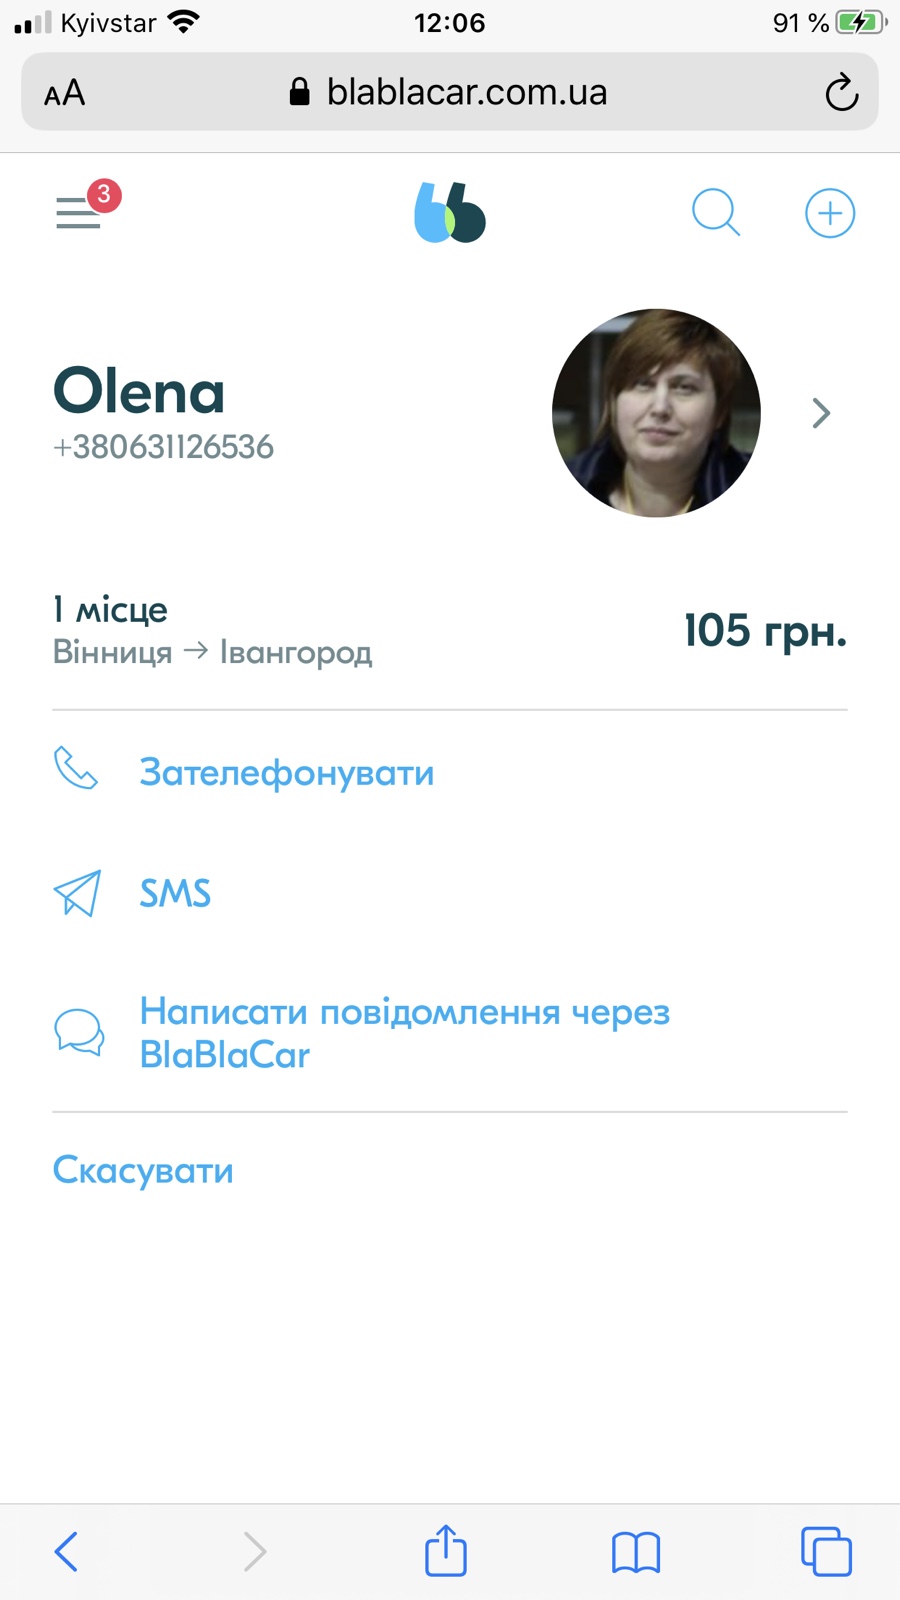 Kyivstar 12:06 91 %
AA blablacar.com.ua
3
Olena
+380631126536
1 місце
Вінниця → Івангород
105 грн.
Зателефонувати
SMS
Написати повідомлення через
BlaBlaCar
Скасувати